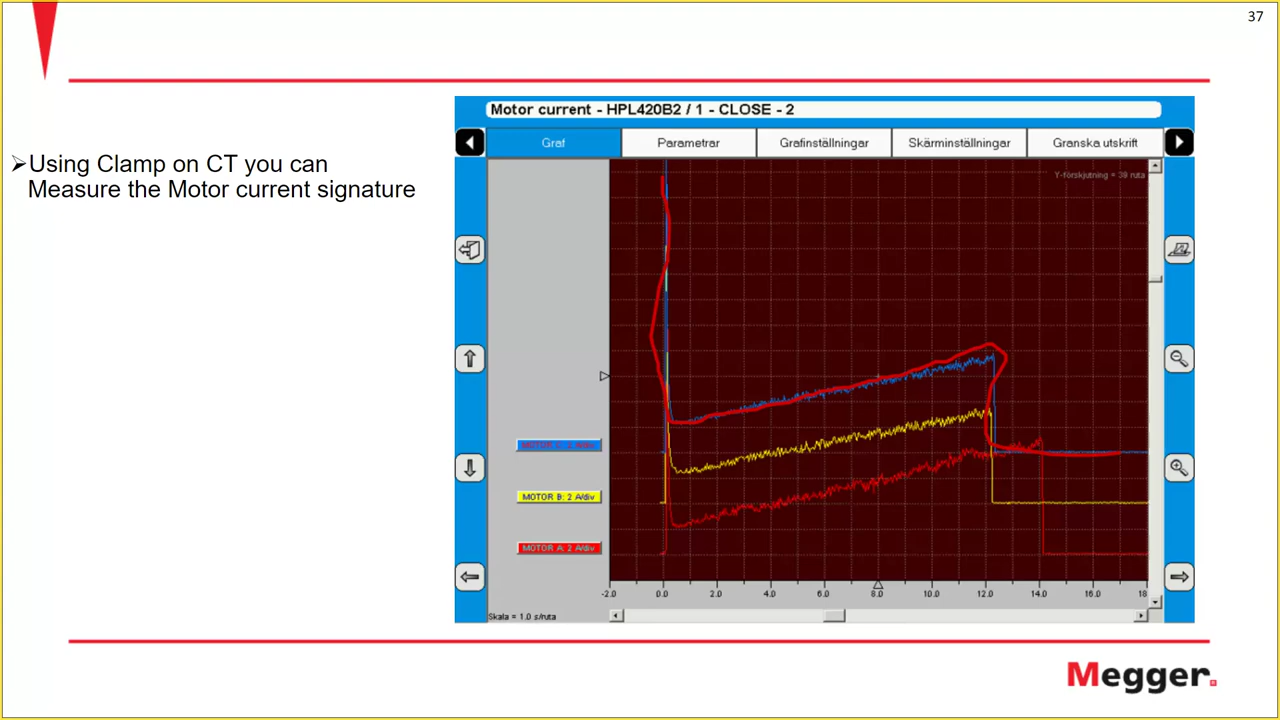 37
➢Using Clamp on CT you can
Measure the Motor current signature
Motor current - HPL420B2 / 1 - CLOSE - 2
Graf
Parametrar
Grafinställningar
Skärminställningar
Granska utskrift
Y-förskjutning = 38 ruta
MOTOR B: 2 A/div
MOTOR A: 2 A/div
-2.0 0.0 2.0 4.0 6.0 8.0 10.0 12.0 14.0 16.0 18
Skala = 1.0 s/ruta
Megger.